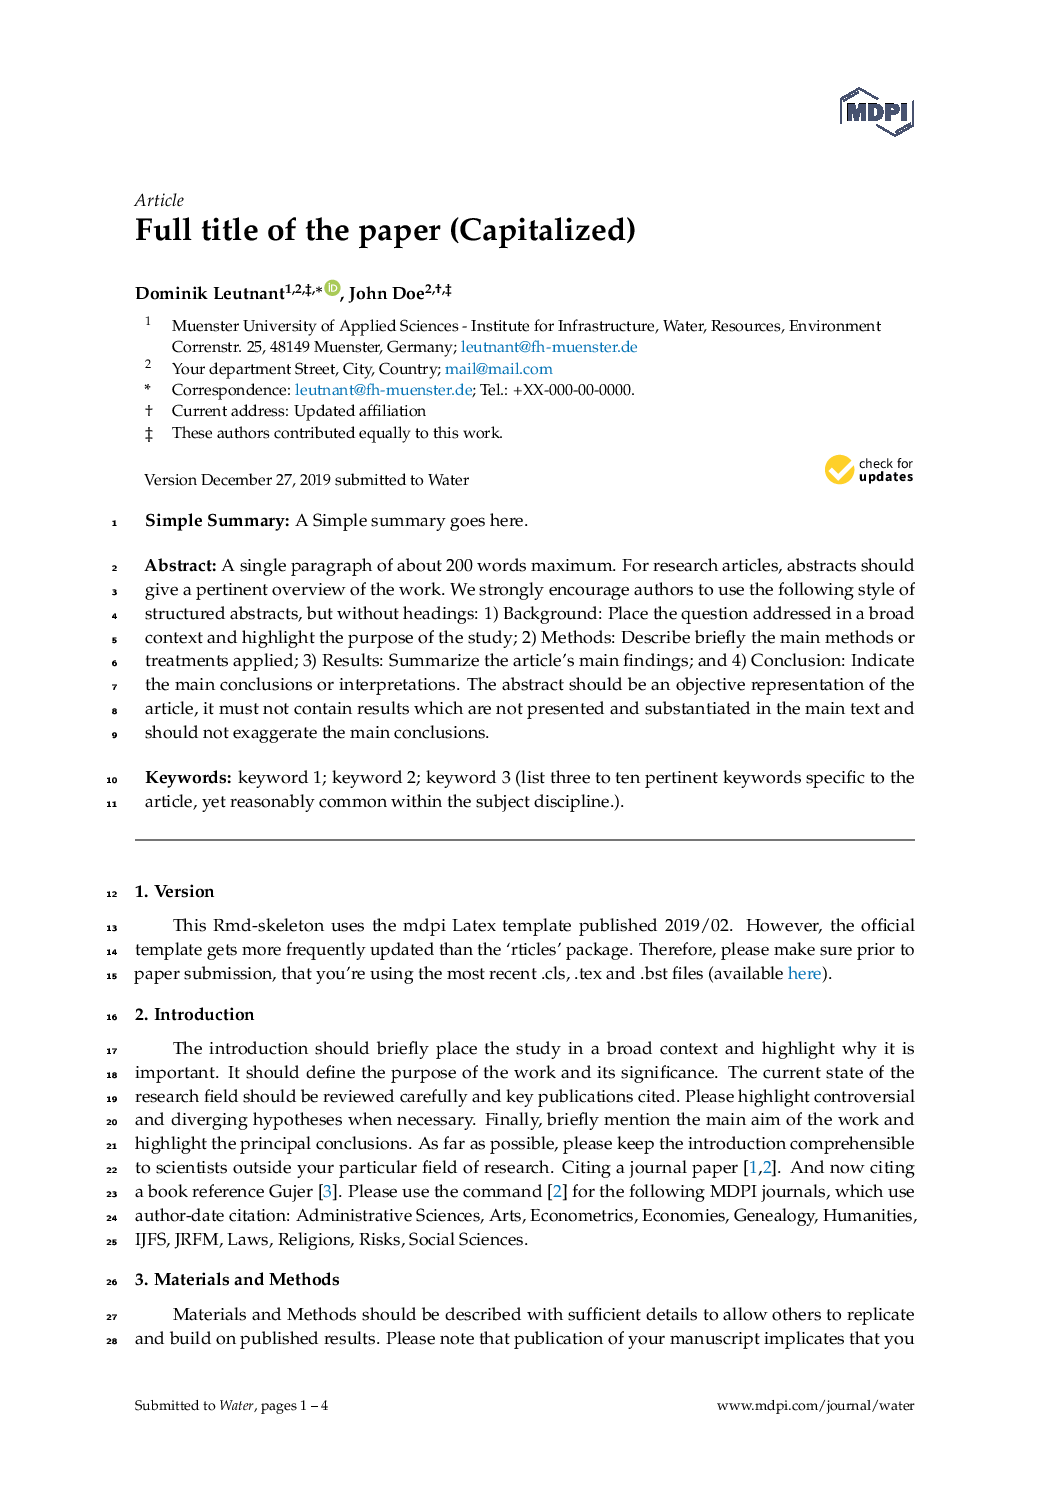 MDPI
Article
Full title of the paper (Capitalized)
Dominik Leutnant1,2,‡,* iD, John Doe2,†,‡
1 Muenster University of Applied Sciences - Institute for Infrastructure, Water, Resources, Environment
Correnstr. 25, 48149 Muenster, Germany; leutnant@fh-muenster.de
2 Your department Street, City, Country; mail@mail.com
* Correspondence: leutnant@fh-muenster.de; Tel.: +XX-000-00-0000.
† Current address: Updated affiliation
‡ These authors contributed equally to this work.
check for
updates
Version December 27, 2019 submitted to Water
1 Simple Summary: A Simple summary goes here.
2 Abstract: A single paragraph of about 200 words maximum. For research articles, abstracts should
3 give a pertinent overview of the work. We strongly encourage authors to use the following style of
4 structured abstracts, but without headings: 1) Background: Place the question addressed in a broad
5 context and highlight the purpose of the study; 2) Methods: Describe briefly the main methods or
6 treatments applied; 3) Results: Summarize the article's main findings; and 4) Conclusion: Indicate
7 the main conclusions or interpretations. The abstract should be an objective representation of the
8 article, it must not contain results which are not presented and substantiated in the main text and
9 should not exaggerate the main conclusions.
10 Keywords: keyword 1; keyword 2; keyword 3 (list three to ten pertinent keywords specific to the
11 article, yet reasonably common within the subject discipline.).
12 1. Version
13 This Rmd-skeleton uses the mdpi Latex template published 2019/02. However, the official
14 template gets more frequently updated than the ‘rticles’ package. Therefore, please make sure prior to
15 paper submission, that you're using the most recent .cls, .tex and .bst files (available here).
16 2. Introduction
17 The introduction should briefly place the study in a broad context and highlight why it is
18 important. It should define the purpose of the work and its significance. The current state of the
19 research field should be reviewed carefully and key publications cited. Please highlight controversial
20 and diverging hypotheses when necessary. Finally, briefly mention the main aim of the work and
21 highlight the principal conclusions. As far as possible, please keep the introduction comprehensible
22 to scientists outside your particular field of research. Citing a journal paper [1,2]. And now citing
23 a book reference Gujer [3]. Please use the command [2] for the following MDPI journals, which use
24 author-date citation: Administrative Sciences, Arts, Econometrics, Economies, Genealogy, Humanities,
25 IJFS, JRFM, Laws, Religions, Risks, Social Sciences.
26 3. Materials and Methods
27 Materials and Methods should be described with sufficient details to allow others to replicate
28 and build on published results. Please note that publication of your manuscript implicates that you
Submitted to Water, pages 1 – 4
www.mdpi.com/journal/water